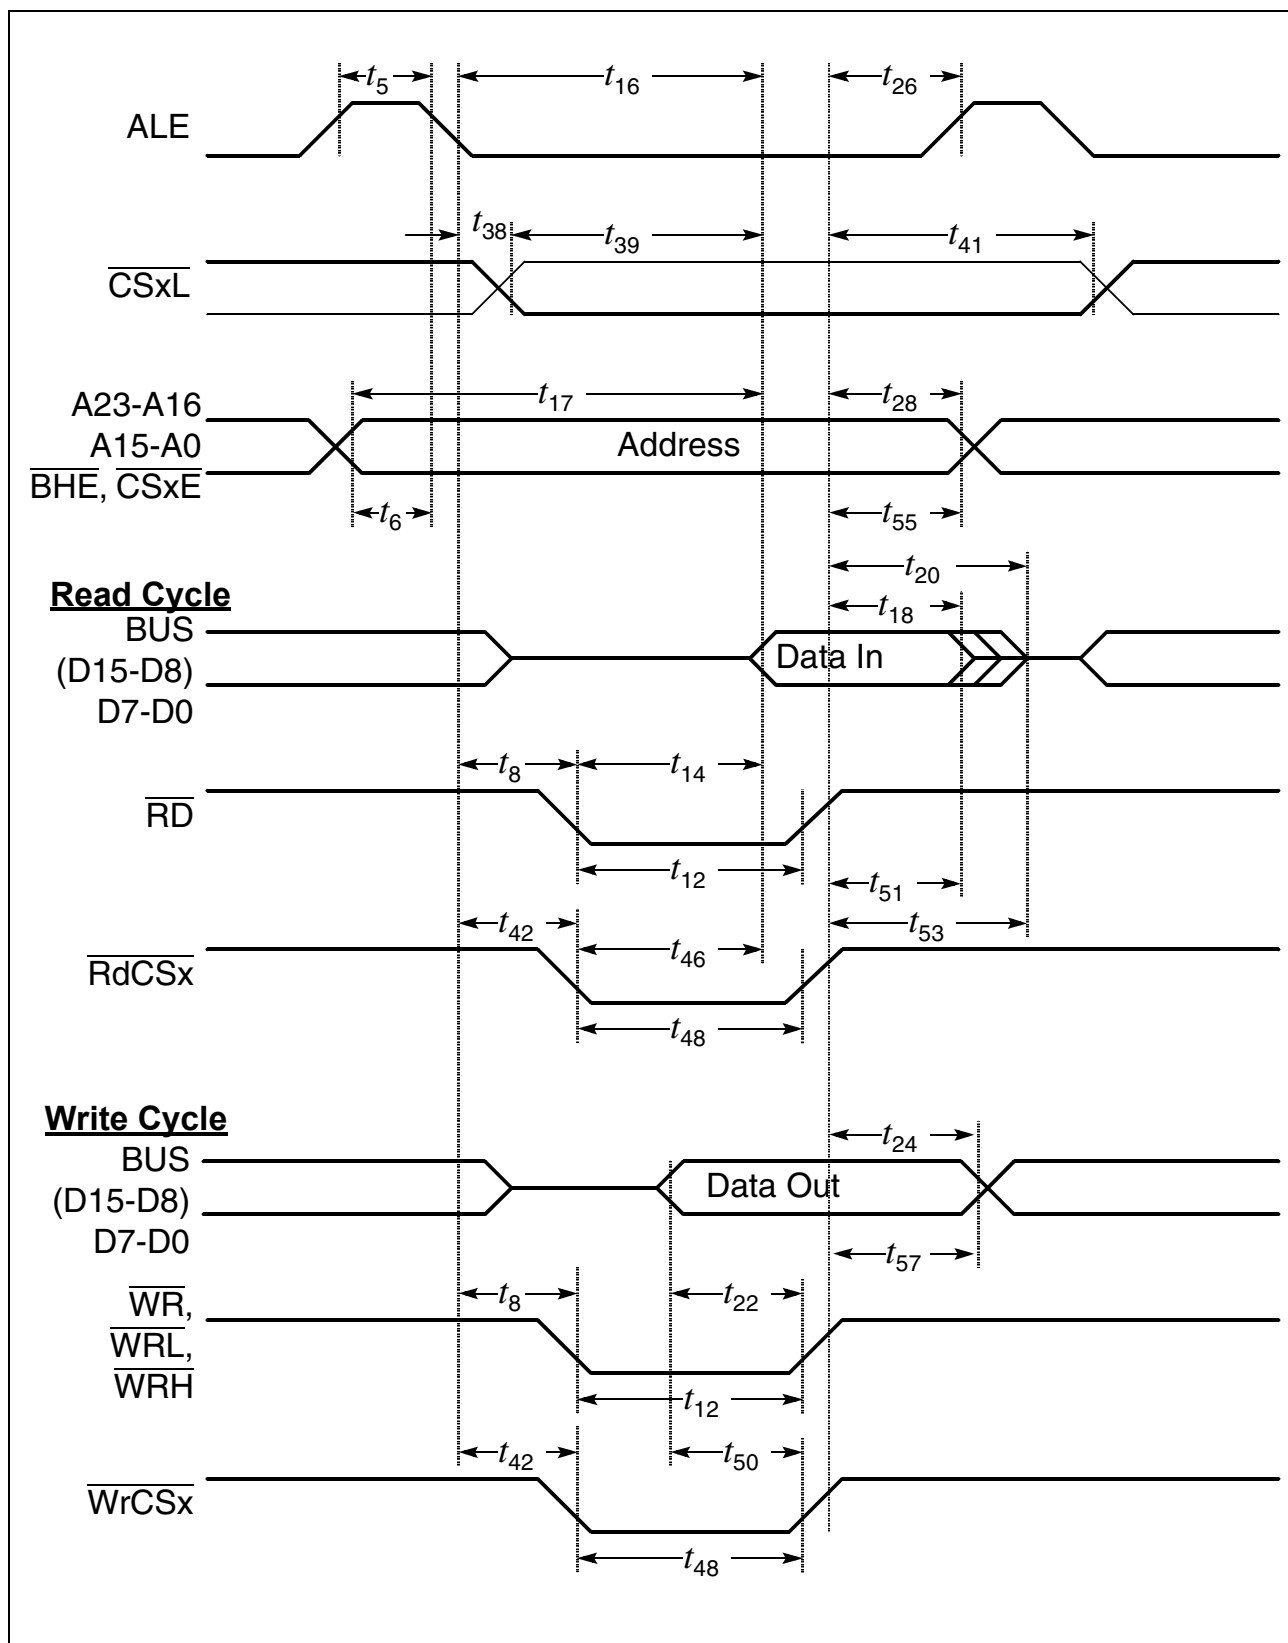 t5 t16 t26
ALE
t38 t39 t41
CSxL
A23-A16
t17 t28
A15-A0
Address
BHE, CSxE
t6 t55
t20
Read Cycle
t18
BUS
(D15-D8)
Data In
D7-D0
t8 t14
RD
t12 t51
t42 t46 t53
RdCSx
t48
Write Cycle
t24
BUS
(D15-D8)
Data Out
D7-D0
t57
t8 t22
WR,
WRL,
WRH
t12
t42 t50
WrCSx
t48